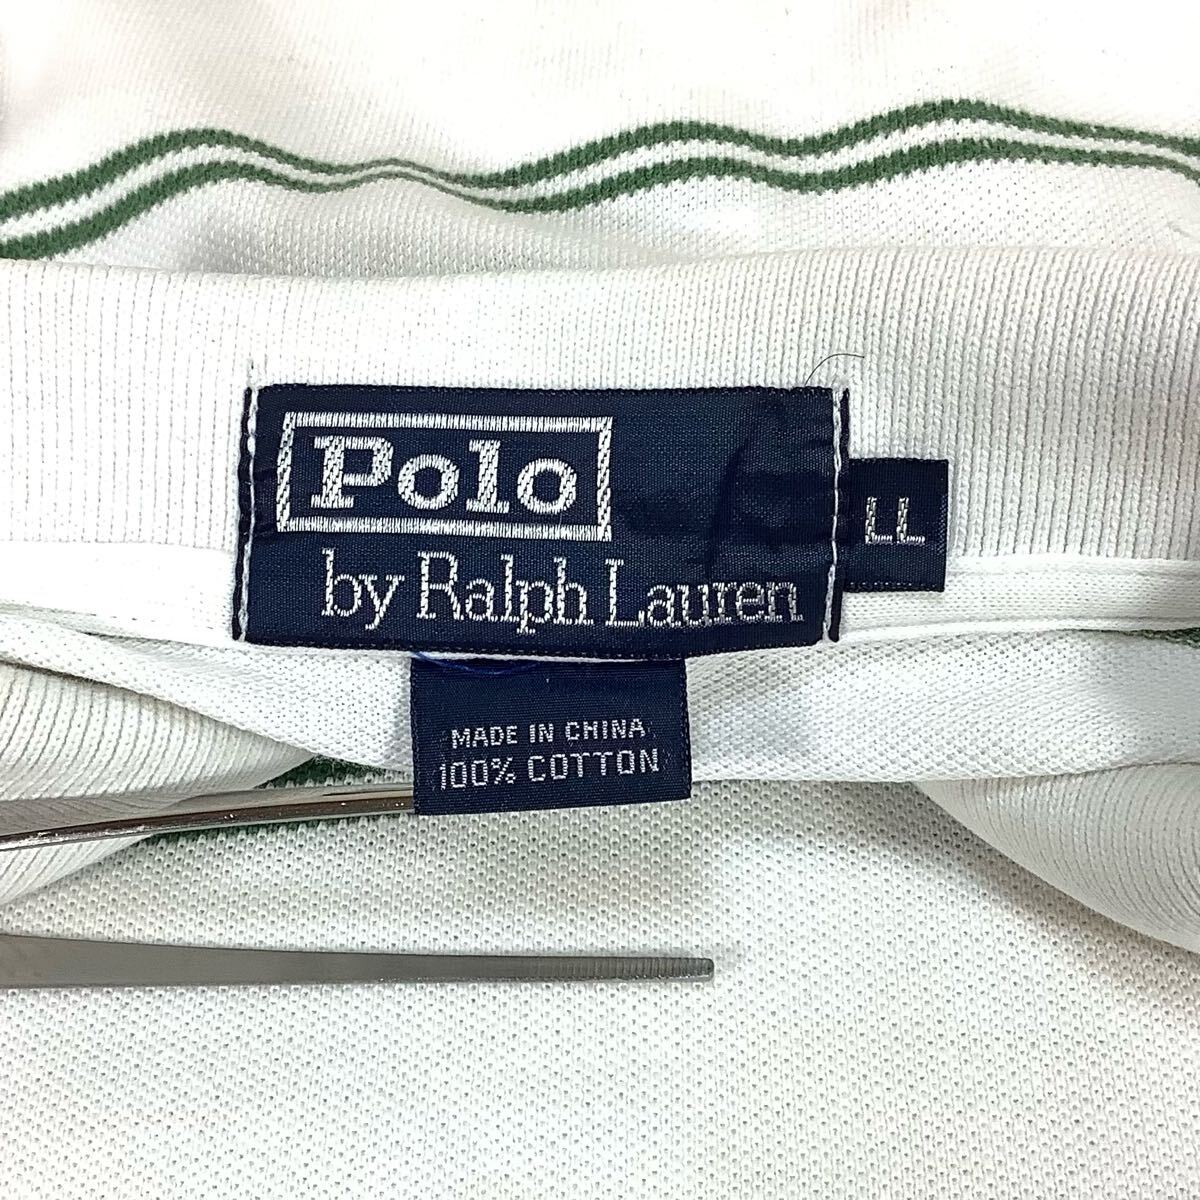 Polo
by Ralph Lauren
LL
MADE IN CHINA
100% COTTON